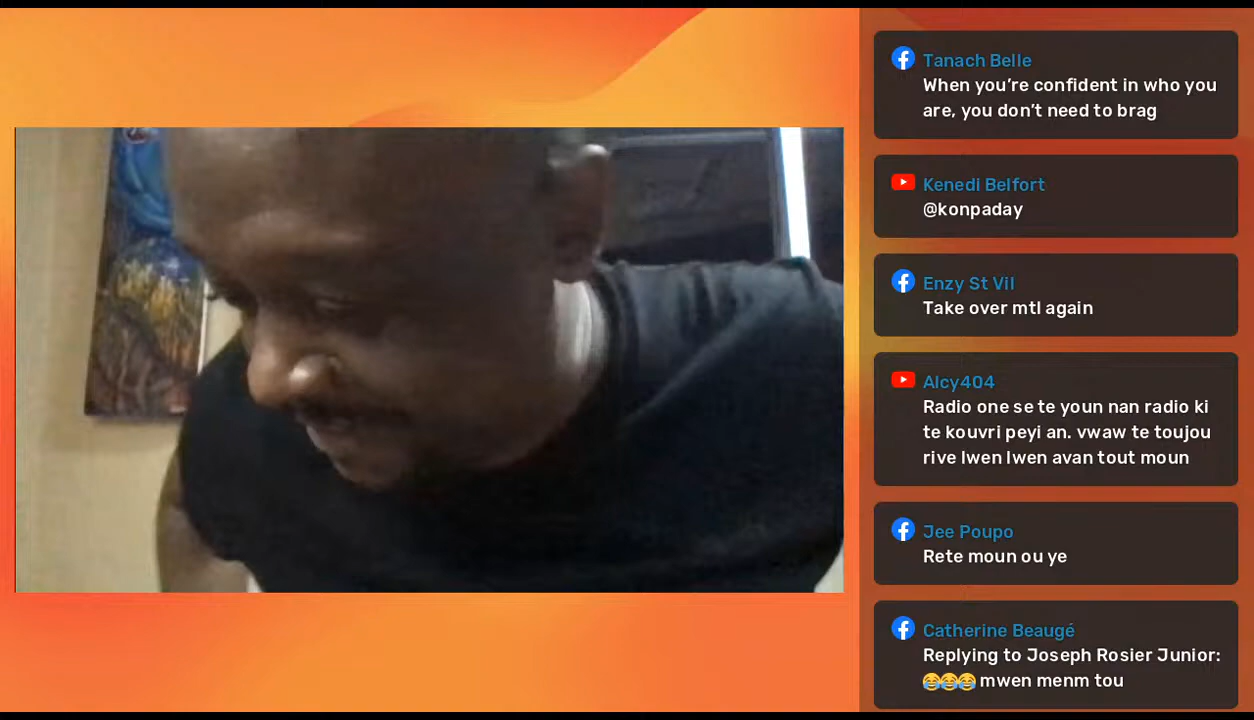 Tanach Belle
When you’re confident in who you
are, you don’t need to brag
Kenedi Belfort
@konpaday
Enzy St Vil
Take over mtl again
Alcy404
Radio one se te youn nan radio ki
te kouvri peyi an. vwaw te toujou
rive lwen lwen avan tout moun
Jee Poupo
Rete moun ou ye
Catherine Beaugé
Replying to Joseph Rosier Junior:
😂😂😂 mwen menm tou